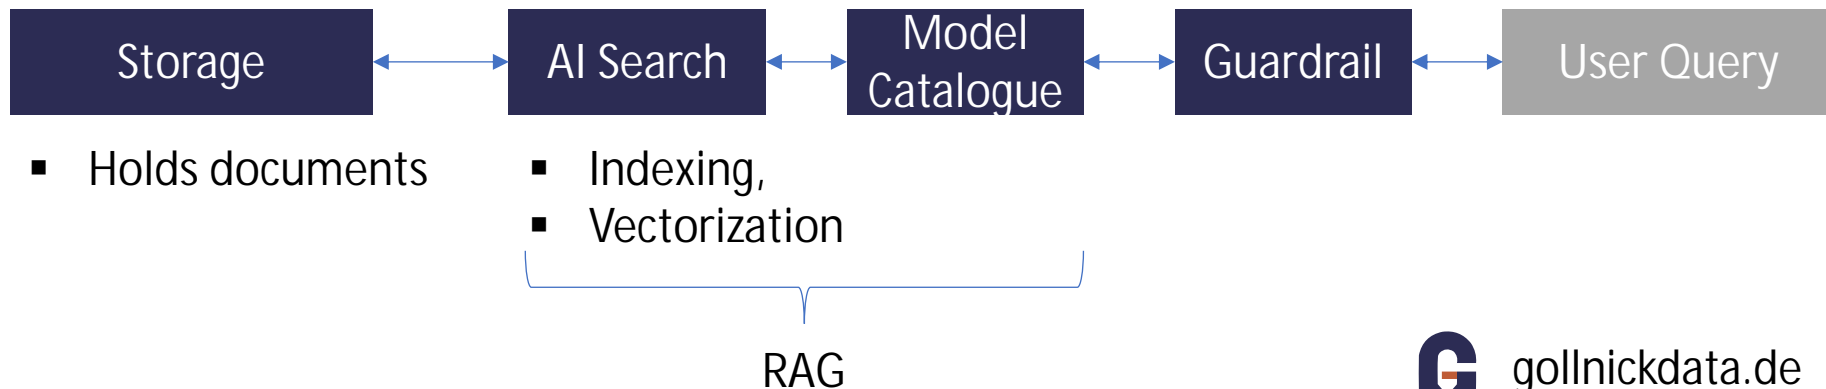 Storage
AI Search
Model
Catalogue
Guardrail
User Query
▪ Holds documents
▪ Indexing,
▪ Vectorization
RAG
G gollnickdata.de